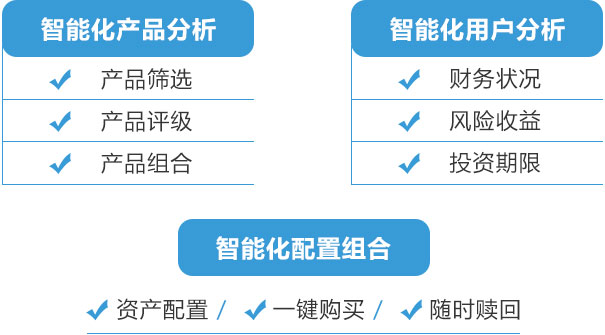 智能化产品分析
产品筛选
产品评级
产品组合
智能化用户分析
财务状况
风险收益
投资期限
智能化配置组合
资产配置 / 一键购买 / 随时赎回